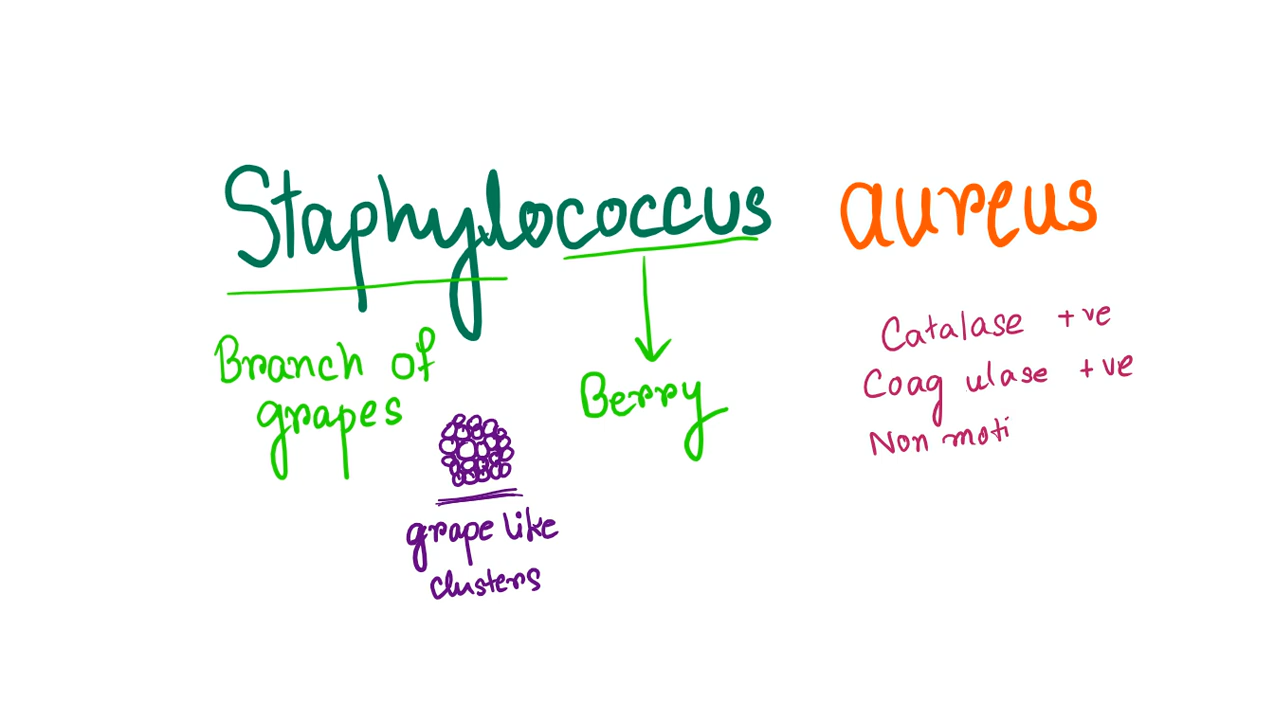 Staphylococcus aureus
Branch of
grapes
Berry
grape like
clusters
Catalase +ve
Coag ulase +ve
Non moti